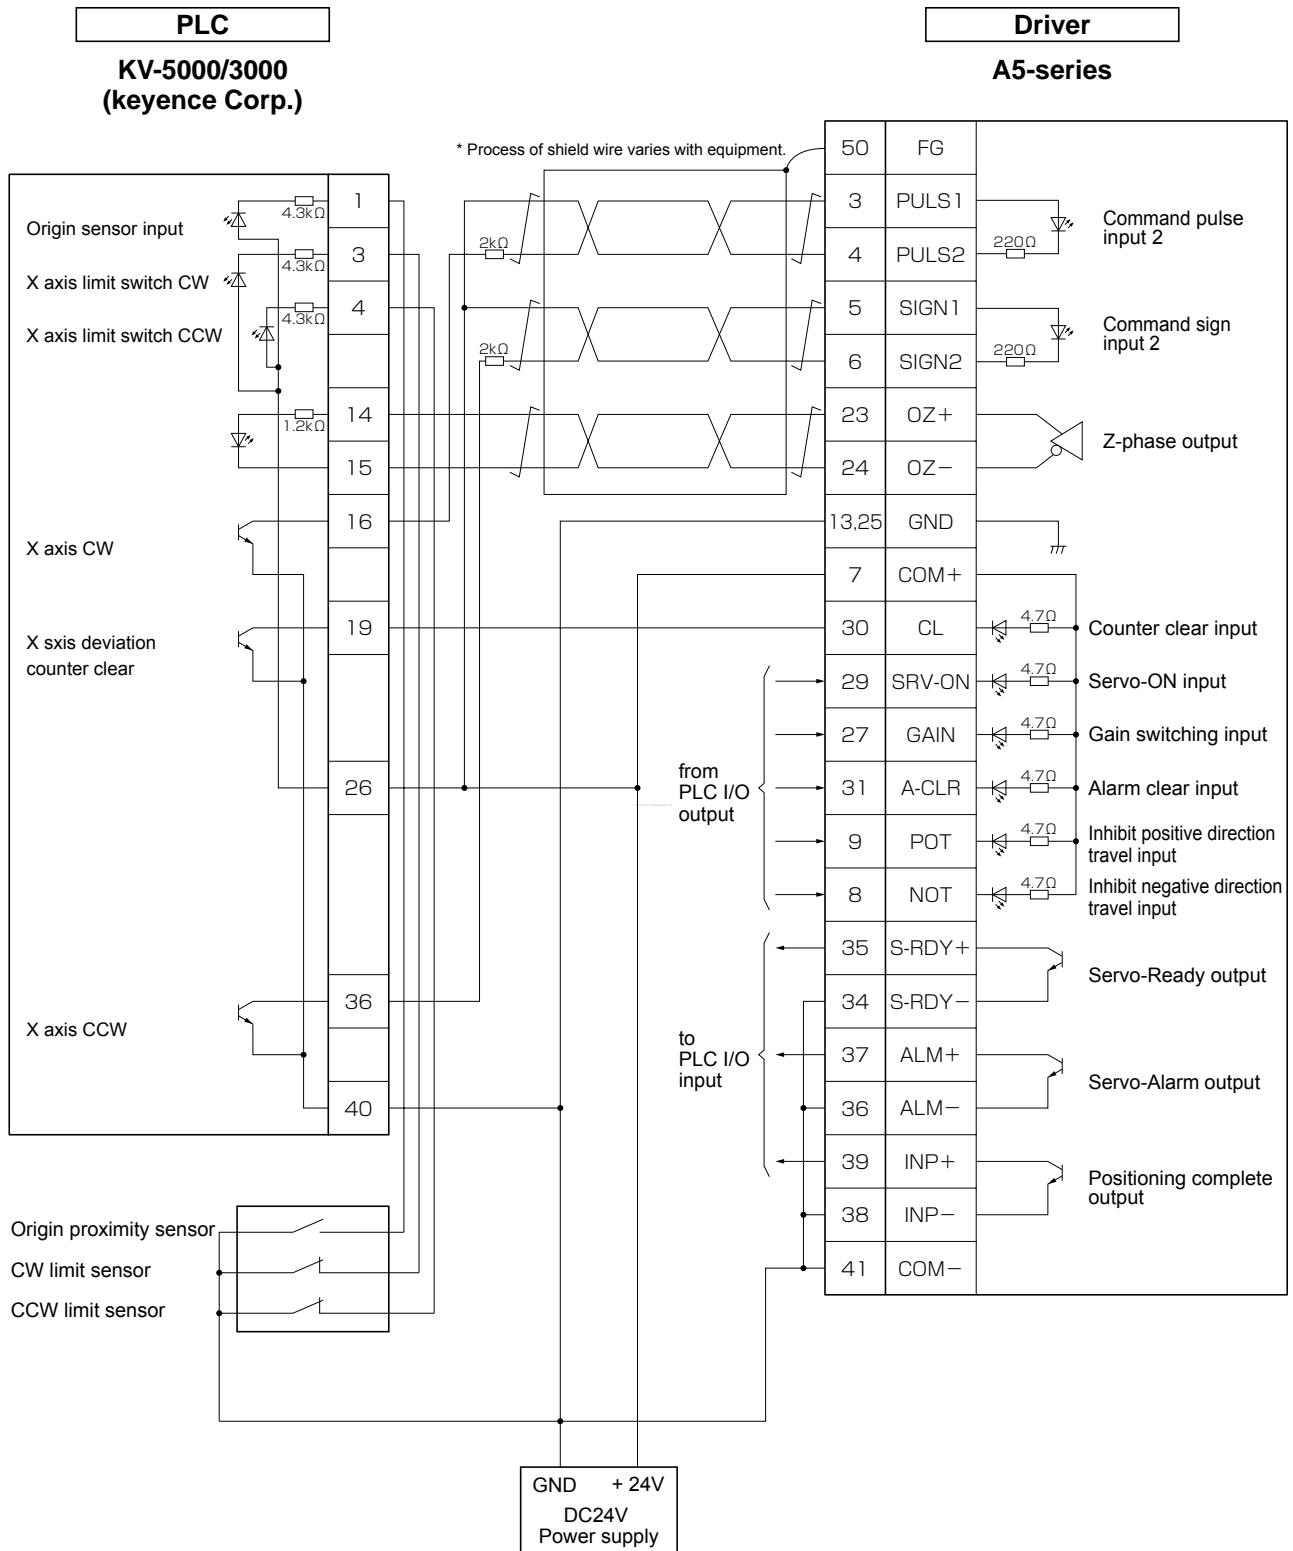 PLC
Driver
KV-5000/3000
(keyence Corp.)
A5-series
* Process of shield wire varies with equipment.
50 FG
Origin sensor input
4.3kΩ
1
3 PULS1
Command pulse
input 2
X axis limit switch CW
4.3kΩ
3
2kΩ
4 PULS2
220Ω
X axis limit switch CCW
4.3kΩ
4
5 SIGN1
Command sign
input 2
2kΩ
6 SIGN2
220Ω
1.2kΩ
14
23 OZ+
Z-phase output
15
24 OZ−
X axis CW
16
13,25 GND
7 COM+
X sxis deviation
counter clear
19
30 CL
4.7Ω
Counter clear input
29 SRV-ON
4.7Ω
Servo-ON input
27 GAIN
4.7Ω
Gain switching input
from
PLC I/O
output
26
31 A-CLR
4.7Ω
Alarm clear input
9 POT
4.7Ω
Inhibit positive direction
travel input
8 NOT
4.7Ω
Inhibit negative direction
travel input
35 S-RDY+
Servo-Ready output
X axis CCW
36
34 S-RDY−
to
PLC I/O
input
37 ALM+
Servo-Alarm output
40
36 ALM−
39 INP+
Positioning complete
output
38 INP−
41 COM−
Origin proximity sensor
CW limit sensor
CCW limit sensor
GND + 24V
DC24V
Power supply